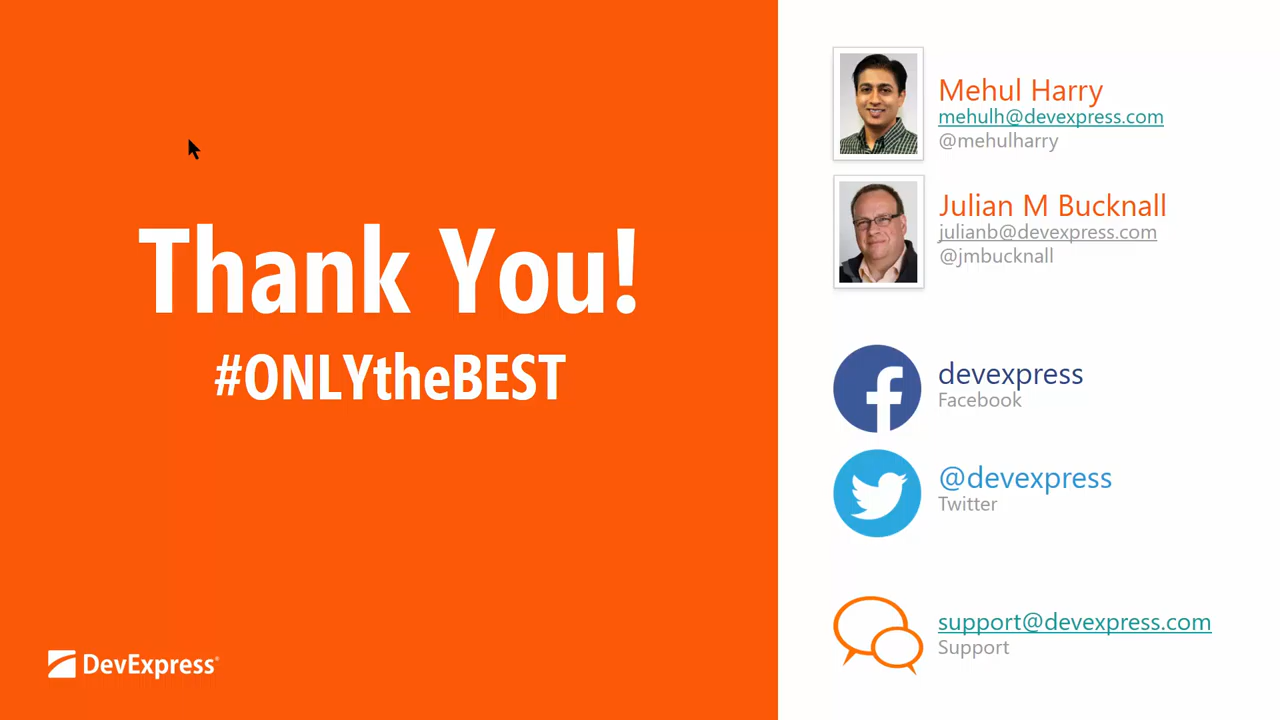 Thank You!
#ONLYtheBEST
DevExpress®
Mehul Harry
mehulh@devexpress.com
@mehulharry
Julian M Bucknall
julianb@devexpress.com
@jmbucknall
devexpress
Facebook
@devexpress
Twitter
support@devexpress.com
Support